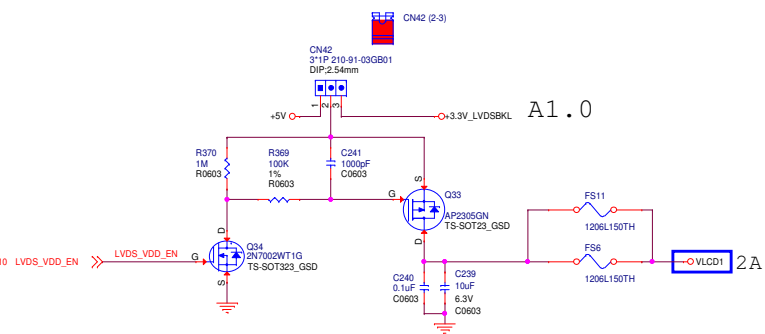 CN42 (2-3)
CN42
3*1P 210-91-03GB01
DIP;2.54mm
1
2
3
+5V
+3.3V_LVDSBKL
A1.0
R370
1M
R0603
R369
100K
1%
R0603
C241
1000pF
C0603
S
G
D
Q33
AP2305GN
TS-SOT23_GSD
FS11
1206L150TH
FS6
1206L150TH
VLCD1
2A
10 LVDS_VDD_EN
LVDS_VDD_EN
D
G
S
Q34
2N7002WT1G
TS-SOT323_GSD
C240
0.1uF
C0603
C239
10uF
6.3V
C0603